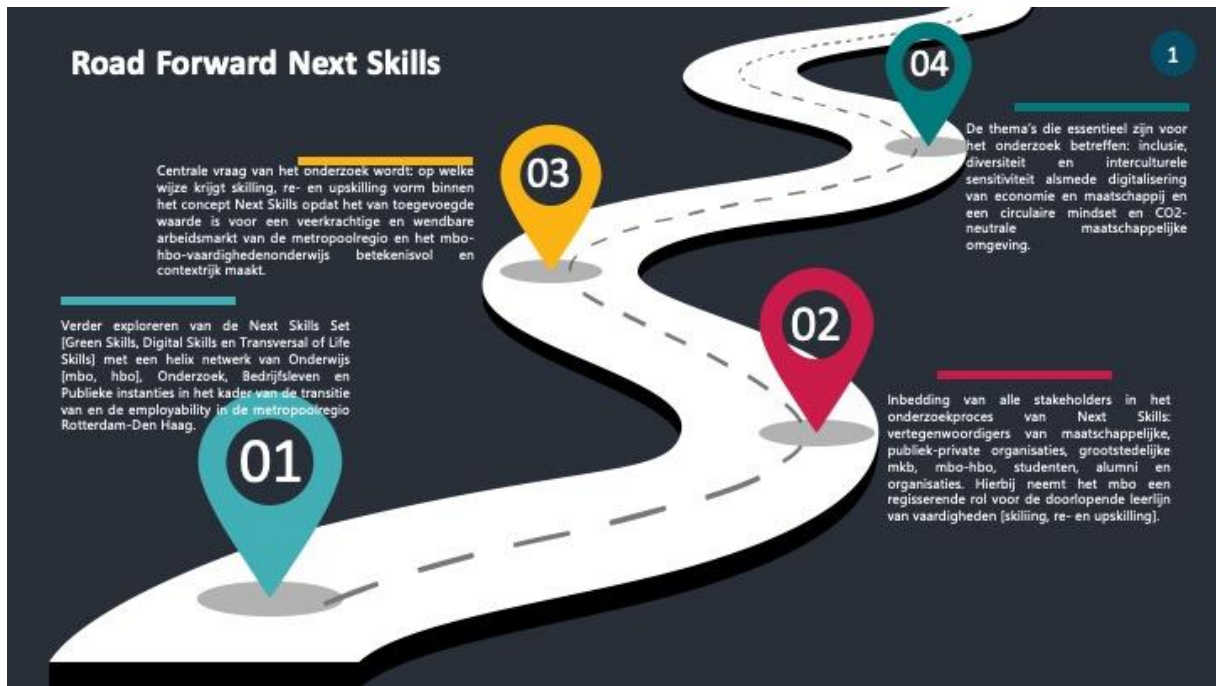 Road Forward Next Skills
1
04
De thema's die essentieel zijn voor
het onderzoek betreffen: inclusie,
diversiteit en interculturele
sensitiviteit alsmede digitalisering
van economie en maatschappij en
een circulaire mindset en CO2-
neutrale maatschappelijke
omgeving.
03
Centrale vraag van het onderzoek wordt: op welke
wijze krijgt skilling, re- en upskilling vorm binnen
het concept Next Skills opdat het van toegevoegde
waarde is voor een veerkrachtige en wendbare
arbeidsmarkt van de metropoolregio en het mbo-
hbo-vaardighedenonderwijs betekenisvol en
contextrijk maakt.
02
Inbedding van alle stakeholders in het
onderzoekproces van Next Skills:
vertegenwoordigers van maatschappelijke,
publiek-private organisaties, grootstedelijke
mkb, mbo-hbo, studenten, alumni en
organisaties. Hierbij neemt het mbo een
regisserende rol voor de doorlopende leerlijn
van vaardigheden [skiliing, re- en upskilling].
Verder exploreren van de Next Skills Set
[Green Skills, Digital Skills en Transversal of Life
Skills] met een helix netwerk van Onderwijs
[mbo, hbo], Onderzoek, Bedrijfsleven en
Publieke instanties in het kader van de transitie
van en de employability in de metropoolregio
Rotterdam-Den Haag.
01